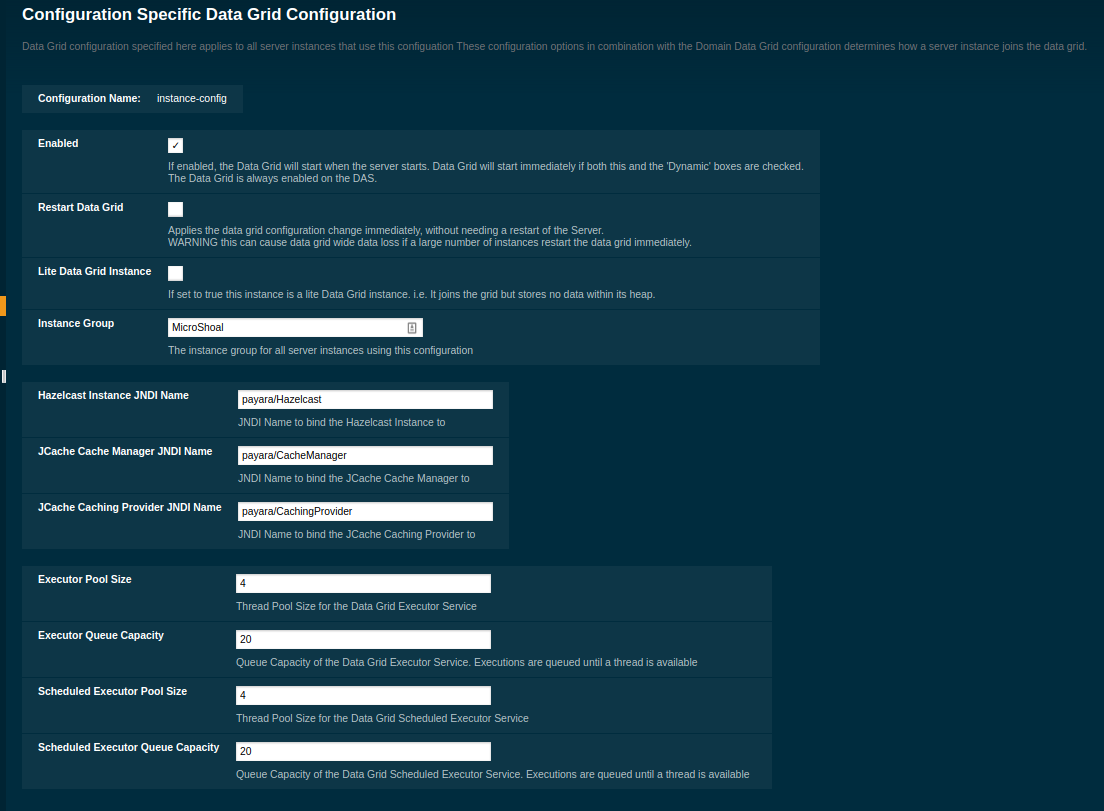 Configuration Specific Data Grid Configuration
Data Grid configuration specified here applies to all server instances that use this configuation These configuration options in combination with the Domain Data Grid configuration determines how a server instance joins the data grid.
Configuration Name: instance-config
Enabled
If enabled, the Data Grid will start when the server starts. Data Grid will start immediately if both this and the 'Dynamic' boxes are checked.
The Data Grid is always enabled on the DAS.
Restart Data Grid
Applies the data grid configuration change immediately, without needing a restart of the Server.
WARNING this can cause data grid wide data loss if a large number of instances restart the data grid immediately.
Lite Data Grid Instance
If set to true this instance is a lite Data Grid instance. i.e. It joins the grid but stores no data within its heap.
Instance Group MicroShoal
The instance group for all server instances using this configuration
Hazelcast Instance JNDI Name payara/Hazelcast
JNDI Name to bind the Hazelcast Instance to
JCache Cache Manager JNDI Name payara/CacheManager
JNDI Name to bind the JCache Cache Manager to
JCache Caching Provider JNDI Name payara/CachingProvider
JNDI Name to bind the JCache Caching Provider to
Executor Pool Size 4
Thread Pool Size for the Data Grid Executor Service
Executor Queue Capacity 20
Queue Capacity of the Data Grid Executor Service. Executions are queued until a thread is available
Scheduled Executor Pool Size 4
Thread Pool Size for the Data Grid Scheduled Executor Service
Scheduled Executor Queue Capacity 20
Queue Capacity of the Data Grid Scheduled Executor Service. Executions are queued until a thread is available